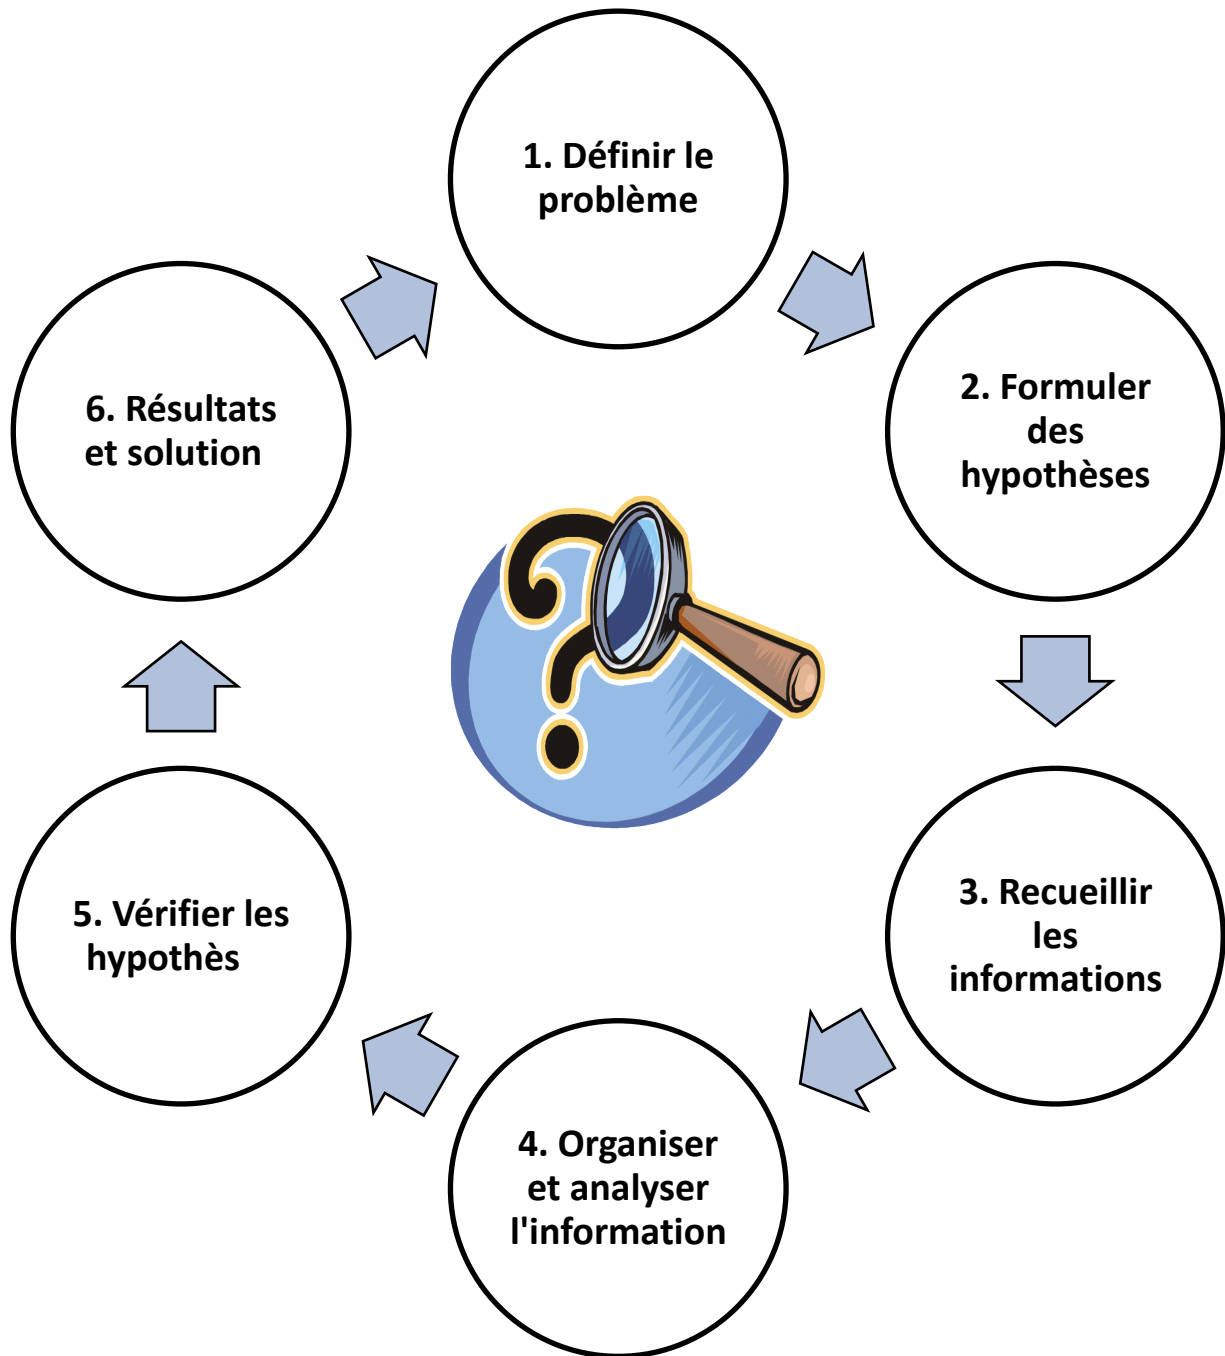 1. Définir le
problème
2. Formuler
des
hypothèses
3. Recueillir
les
informations
4. Organiser
et analyser
l'information
5. Vérifier les
hypothès
6. Résultats
et solution